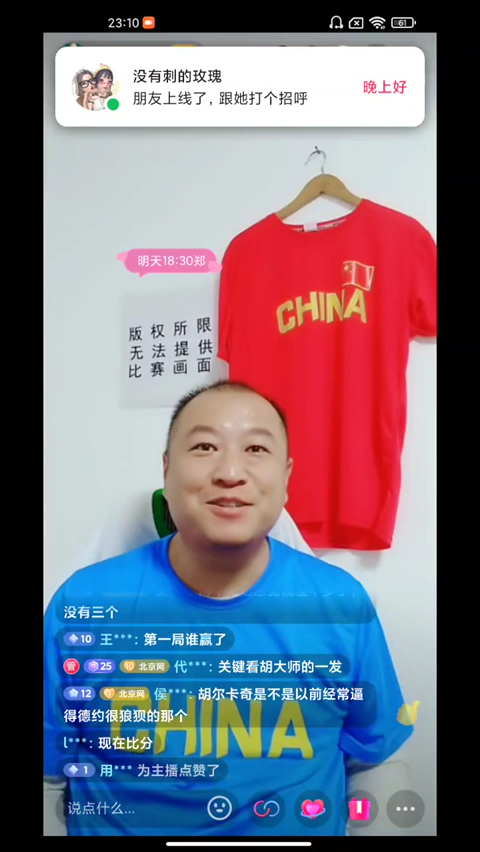 23:10
61
没有刺的玫瑰
朋友上线了，跟她打个招呼
晚上好
明天18:30郑
版权所限
无法提供
比赛画面
CHINA
没有三个
10 王***：第一局谁赢了
管 25 10 北京网 代***：关键看胡大师的一发
12 北京网 侯***：胡尔卡奇是不是以前经常逼
得德约很狼狈的那个
l***：现在比分
1 用*** 为主播点赞了
CHINA
说点什么...